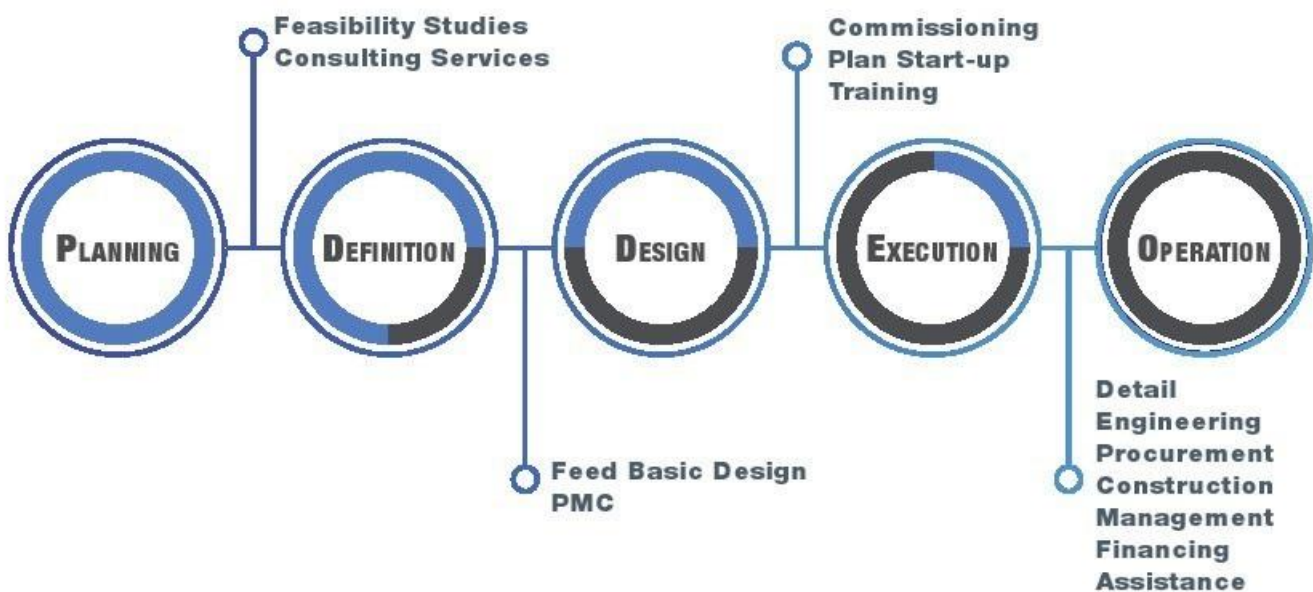 Feasibility Studies
Consulting Services
Commissioning
Plan Start-up
Training
PLANNING
DEFINITION
DESIGN
EXECUTION
OPERATION
Feed Basic Design
PMC
Detail
Engineering
Procurement
Construction
Management
Financing
Assistance